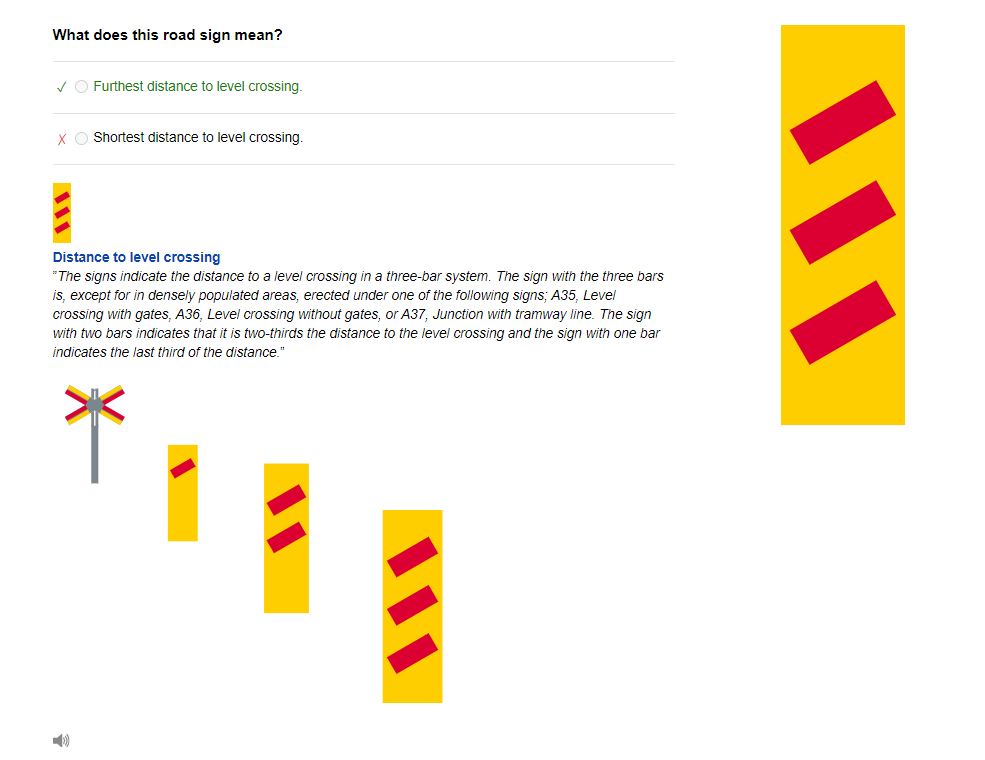 What does this road sign mean?
Furthest distance to level crossing.
Shortest distance to level crossing.
Distance to level crossing
”The signs indicate the distance to a level crossing in a three-bar system. The sign with the three bars
is, except for in densely populated areas, erected under one of the following signs; A35, Level
crossing with gates, A36, Level crossing without gates, or A37, Junction with tramway line. The sign
with two bars indicates that it is two-thirds the distance to the level crossing and the sign with one bar
indicates the last third of the distance.”